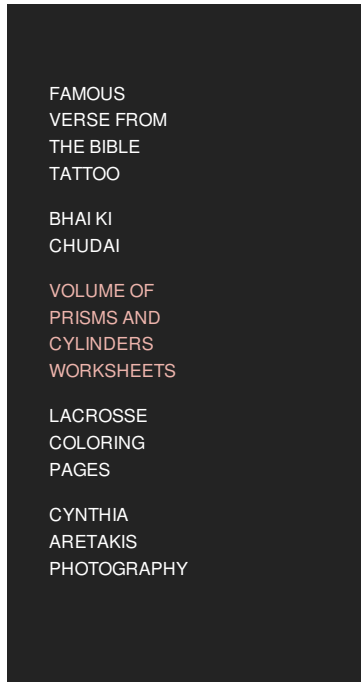 FAMOUS
VERSE FROM
THE BIBLE
TATTOO
BHAI KI
CHUDAI
VOLUME OF
PRISMS AND
CYLINDERS
WORKSHEETS
LACROSSE
COLORING
PAGES
CYNTHIA
ARETAKIS
PHOTOGRAPHY